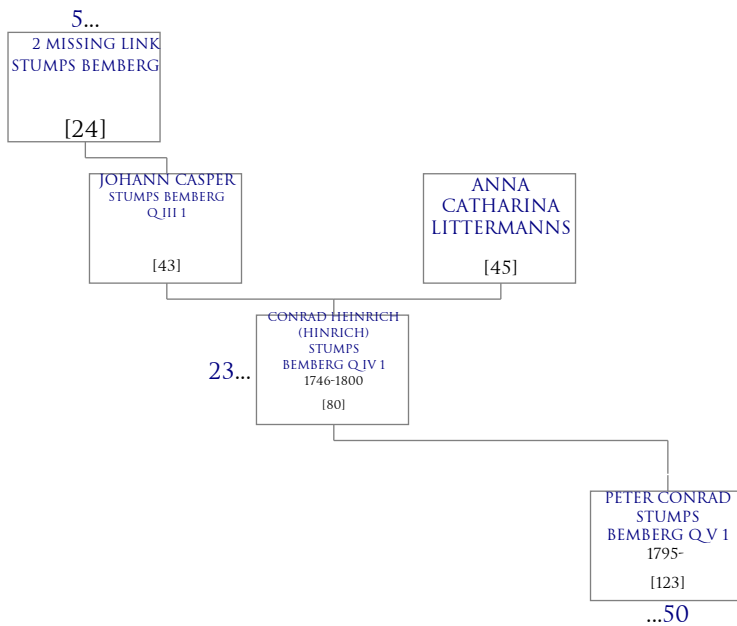 5...
2 MISSING LINK
STUMPS BEMBERG
[24]
JOHANN CASPER
STUMPS BEMBERG
Q III 1
[43]
ANNA
CATHARINA
LITTERMANNS
[45]
CONRAD HEINRICH
(HINRICH)
STUMPS
BEMBERG Q IV 1
1746-1800
[80]
23...
PETER CONRAD
STUMPS
BEMBERG Q V 1
1795-
[123]
...50